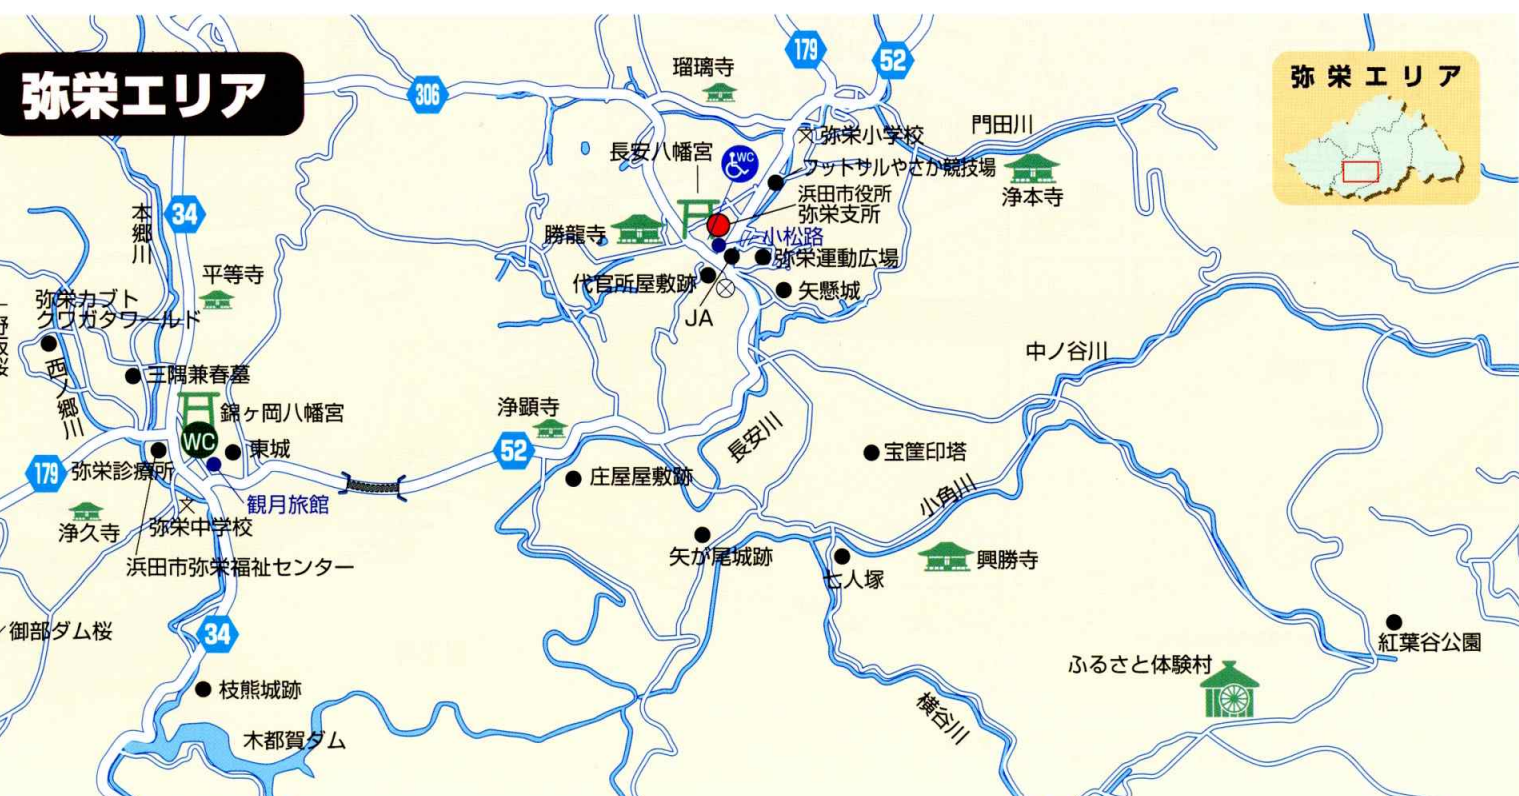 弥栄エリア
179
52
瑠璃寺
306
弥栄エリア
弥栄小学校
門田川
長安八幡宮
WC
フットサルやさか競技場
浄本寺
浜田市役所
弥栄支所
34
本郷川
勝龍寺
小松路
弥栄運動広場
平等寺
代官所屋敷跡
矢懸城
弥栄カブト
クワガタワールド
JA
中ノ谷川
西ノ郷川
三隅兼春墓
錦ヶ岡八幡宮
浄顕寺
WC
東城
52
長安川
宝篋印塔
179
弥栄診療所
庄屋屋敷跡
観月旅館
小角川
浄久寺
弥栄中学校
矢が尾城跡
興勝寺
浜田市弥栄福祉センター
七人塚
御部ダム桜
34
紅葉谷公園
ふるさと体験村
枝熊城跡
横谷川
木都賀ダム